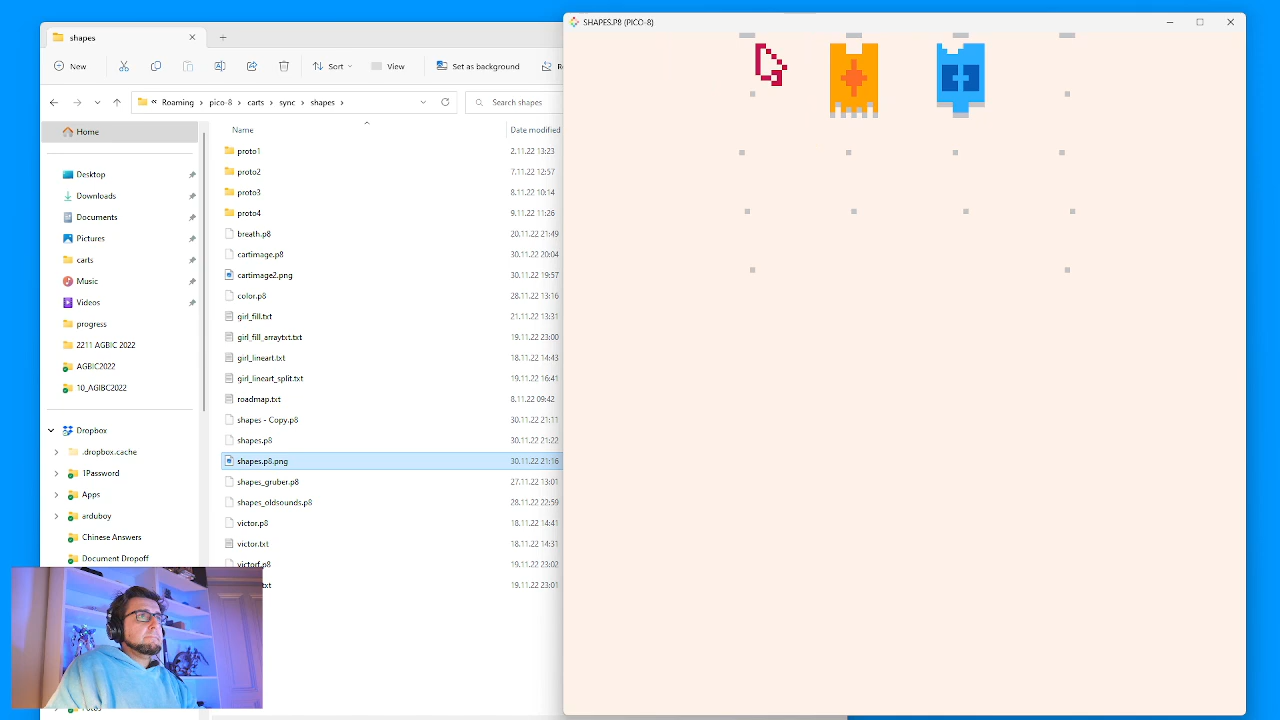 shapes
SHAPES.P8 (PICO-8)
Sort
View
Set as background
Roaming > pico-8 > carts > sync > shapes >
Search shapes
Home
Desktop
Downloads
Documents
Pictures
carts
Music
Videos
progress
2211 AGBIC 2022
AGBIC2022
10_AGIBC2022
Dropbox
.dropbox.cache
1Password
Apps
arduboy
Chinese Answers
Document Dropoff
Name
Date modified
proto1
2.11.22 13:23
proto2
7.11.22 12:57
proto3
8.11.22 10:14
proto4
9.11.22 11:26
breath.p8
20.11.22 21:49
cartimage.p8
30.11.22 20:04
cartimage2.png
30.11.22 19:57
color.p8
28.11.22 13:16
girl_fill.txt
21.11.22 13:31
girl_fill_arraytxt.txt
19.11.22 23:00
girl_lineart.txt
18.11.22 14:43
girl_lineart_split.txt
19.11.22 16:41
roadmap.txt
8.11.22 09:42
shapes - Copy.p8
30.11.22 21:11
shapes.p8
30.11.22 21:22
shapes.p8.png
30.11.22 21:16
shapes_gruber.p8
27.11.22 13:01
shapes_oldsounds.p8
28.11.22 22:59
victor.p8
18.11.22 14:41
victor.txt
18.11.22 14:31
19.11.22 23:02
19.11.22 23:01